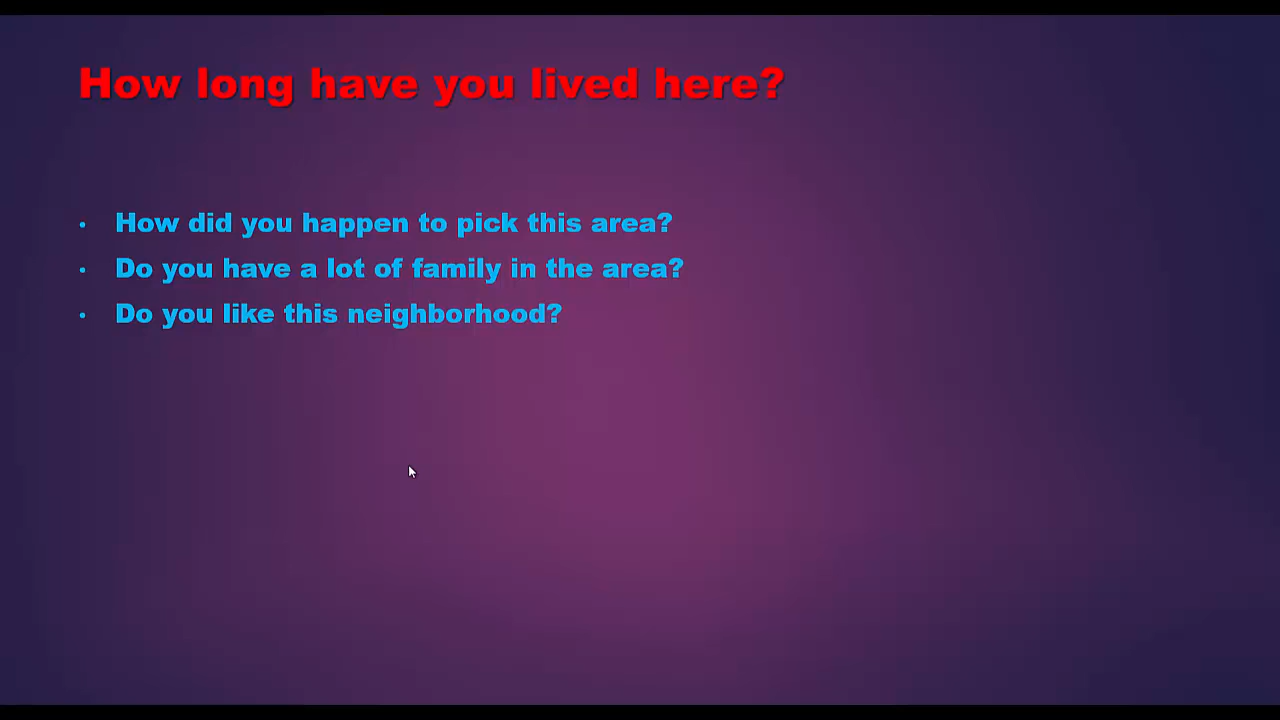 How long have you lived here?
• How did you happen to pick this area?
• Do you have a lot of family in the area?
• Do you like this neighborhood?